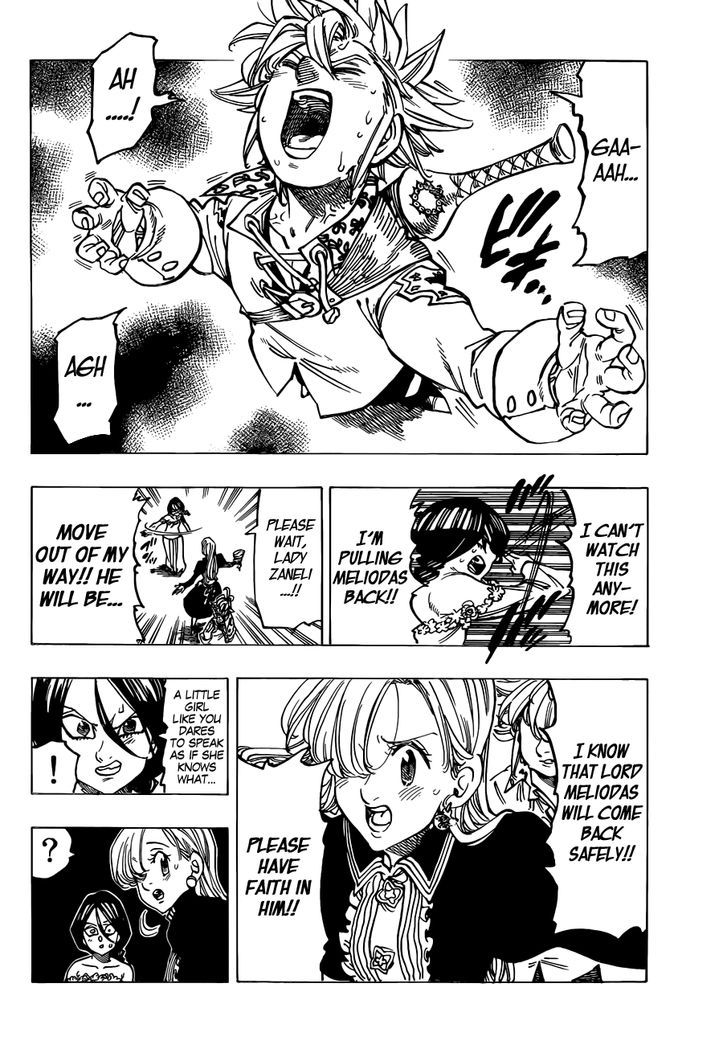 GAA-
AAH...
ビキ...
AH
.....!
AGH
...
I CAN'T
WATCH
THIS
ANY-
MORE!
I'M
PULLING
MELIODAS
BACK!!
PLEASE
WAIT,
LADY
ZANELI
...!!
MOVE
OUT OF MY
WAY!! HE
WILL BE...
I KNOW
THAT LORD
MELIODAS
WILL COME
BACK
SAFELY!!
PLEASE
HAVE
FAITH IN
HIM!!
A LITTLE
GIRL
LIKE YOU
DARES
TO SPEAK
AS IF SHE
KNOWS
WHAT...
!
?